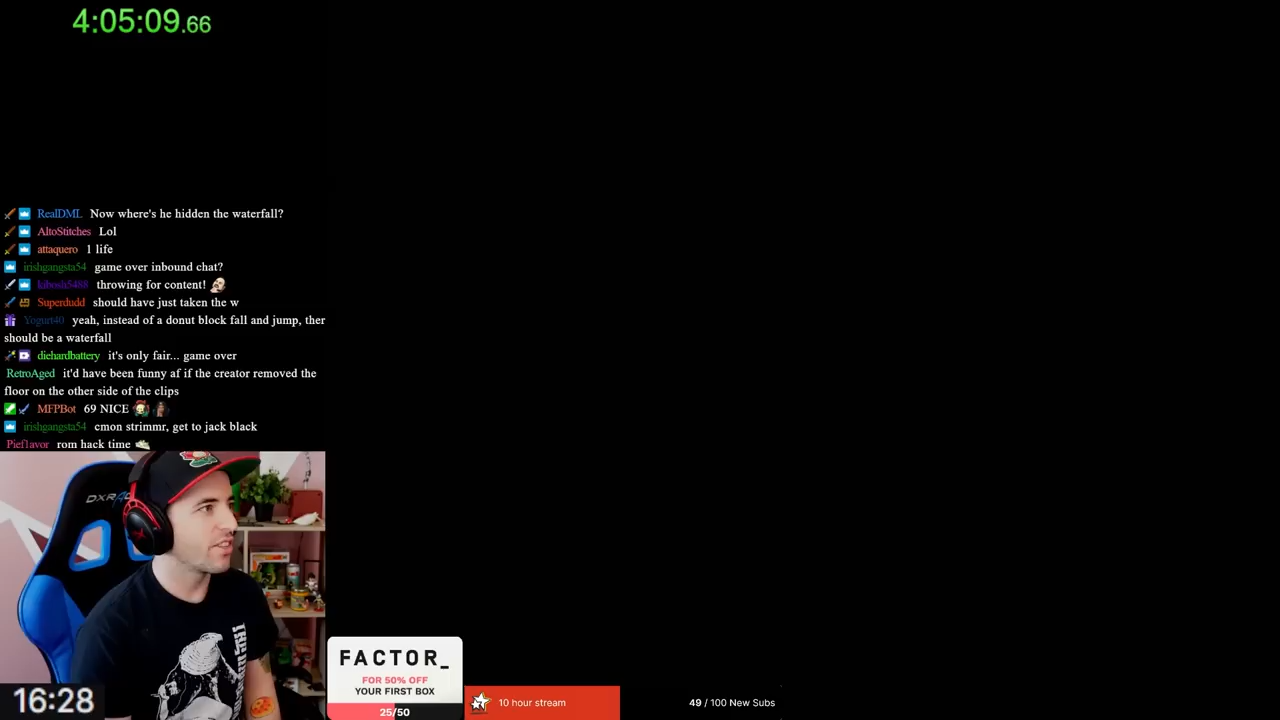 4:05:09.66
RealDML Now where's he hidden the waterfall?
AltoStitches Lol
attaquero 1 life
irishgangsta54 game over inbound chat?
kibosh5488 throwing for content!
Superdudd should have just taken the w
Yogurt40 yeah, instead of a donut block fall and jump, ther
should be a waterfall
diehardbattery it's only fair... game over
RetroAged it'd have been funny af if the creator removed the
floor on the other side of the clips
MFPBot 69 NICE
irishgangsta54 cmon strimmr, get to jack black
Pief1avor rom hack time
DXRA
16:28
FACTOR_
FOR 50% OFF
YOUR FIRST BOX
25/50
10 hour stream
49 / 100 New Subs